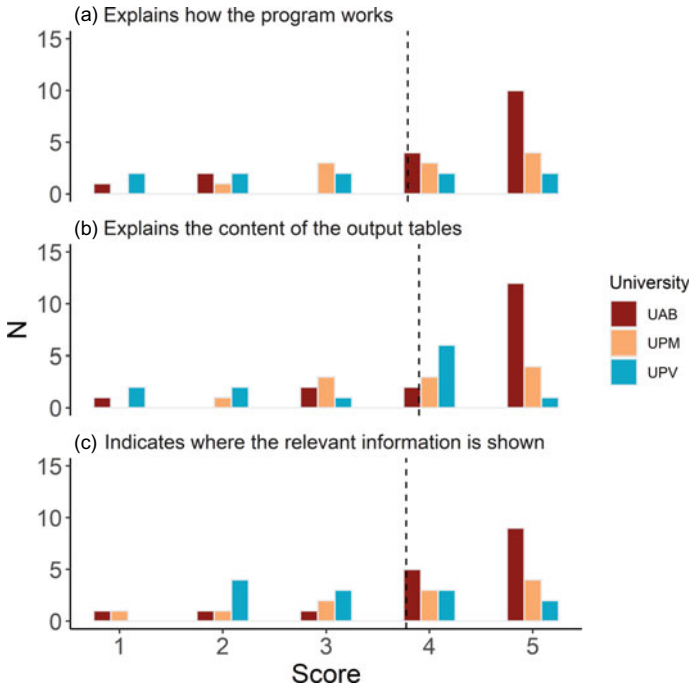 (a) Explains how the program works
15
10
5
0
(b) Explains the content of the output tables
15
10
5
0
N
University
UAB
UPM
UPV
(c) Indicates where the relevant information is shown
15
10
5
0
1 2 3 4 5
Score